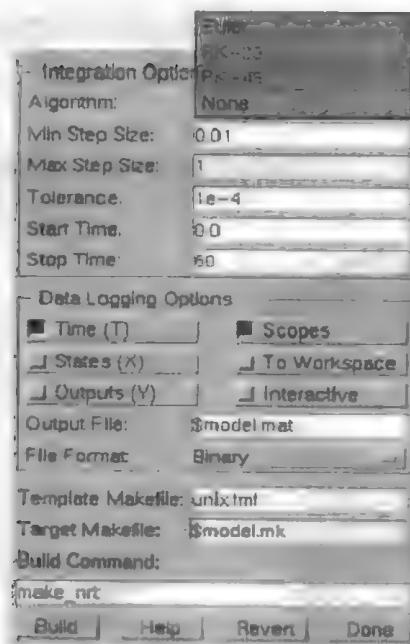 Euler
RK-23
RK-45
None
Integration Option
Algorithm:
Min Step Size: 0.01
Max Step Size: 1
Tolerance: 1e-4
Start Time: 0.0
Stop Time: 60
Data Logging Options
Time (T) Scopes
States (X) To Workspace
Outputs (Y) Interactive
Output File: $model.mat
File Format: Binary
Template Makefile: unix.tmf
Target Makefile: $model.mk
Build Command:
make_nrt
Build Help Revert Done